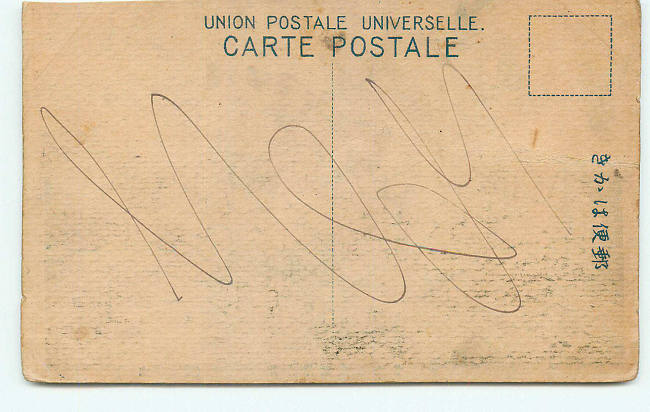 UNION POSTALE UNIVERSELLE.
CARTE POSTALE
郵便はかき